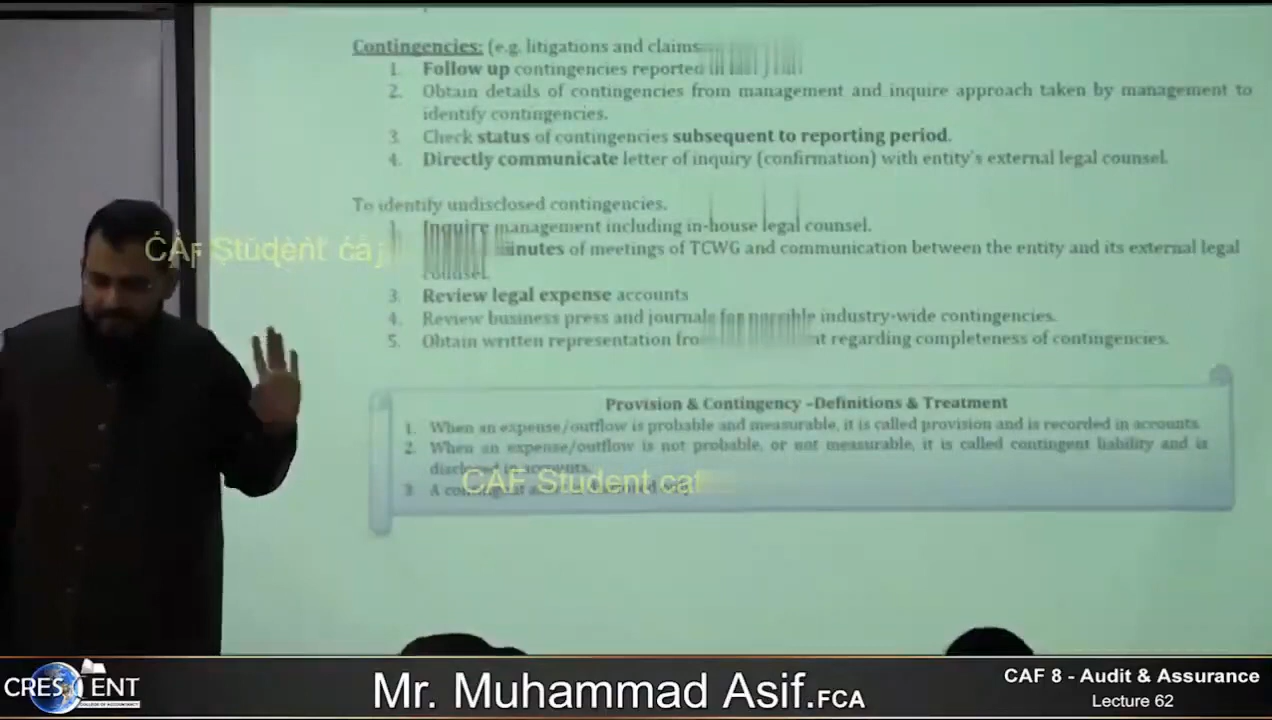 Contingencies: (e.g. litigations and claims
1. Follow up contingencies reported
2. Obtain details of contingencies from management and inquire approach taken by management to
identify contingencies.
3. Check status of contingencies subsequent to reporting period.
4. Directly communicate letter of inquiry (confirmation) with entity's external legal counsel.
To identify undisclosed contingencies.
1. Inquire management including in-house legal counsel.
minutes of meetings of TCWG and communication between the entity and its external legal
counsel.
3. Review legal expense accounts
4. Review business press and journals for possible industry-wide contingencies.
5. Obtain written representation regarding completeness of contingencies.
Provision & Contingency –Definitions & Treatment
1. When an expense/outflow is probable and measurable, it is called provision and is recorded in accounts.
2. When an expense/outflow is not probable, or not measurable, it is called contingent liability and is
disclosed in accounts.
3. A contingent
CAF Student
CAF Student
CRESCENT
COLLEGE OF ACCOUNTANCY
Mr. Muhammad Asif.FCA
CAF 8 - Audit & Assurance
Lecture 62